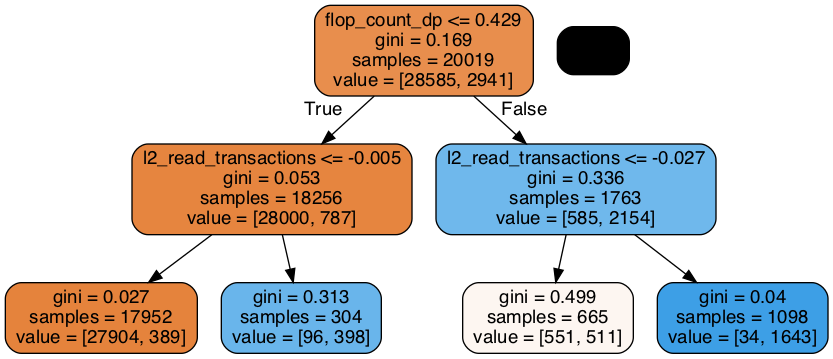 flop_count_dp <= 0.429
gini = 0.169
samples = 20019
value = [28585, 2941]
True
False
l2_read_transactions <= -0.005
gini = 0.053
samples = 18256
value = [28000, 787]
l2_read_transactions <= -0.027
gini = 0.336
samples = 1763
value = [585, 2154]
gini = 0.027
samples = 17952
value = [27904, 389]
gini = 0.313
samples = 304
value = [96, 398]
gini = 0.499
samples = 665
value = [551, 511]
gini = 0.04
samples = 1098
value = [34, 1643]